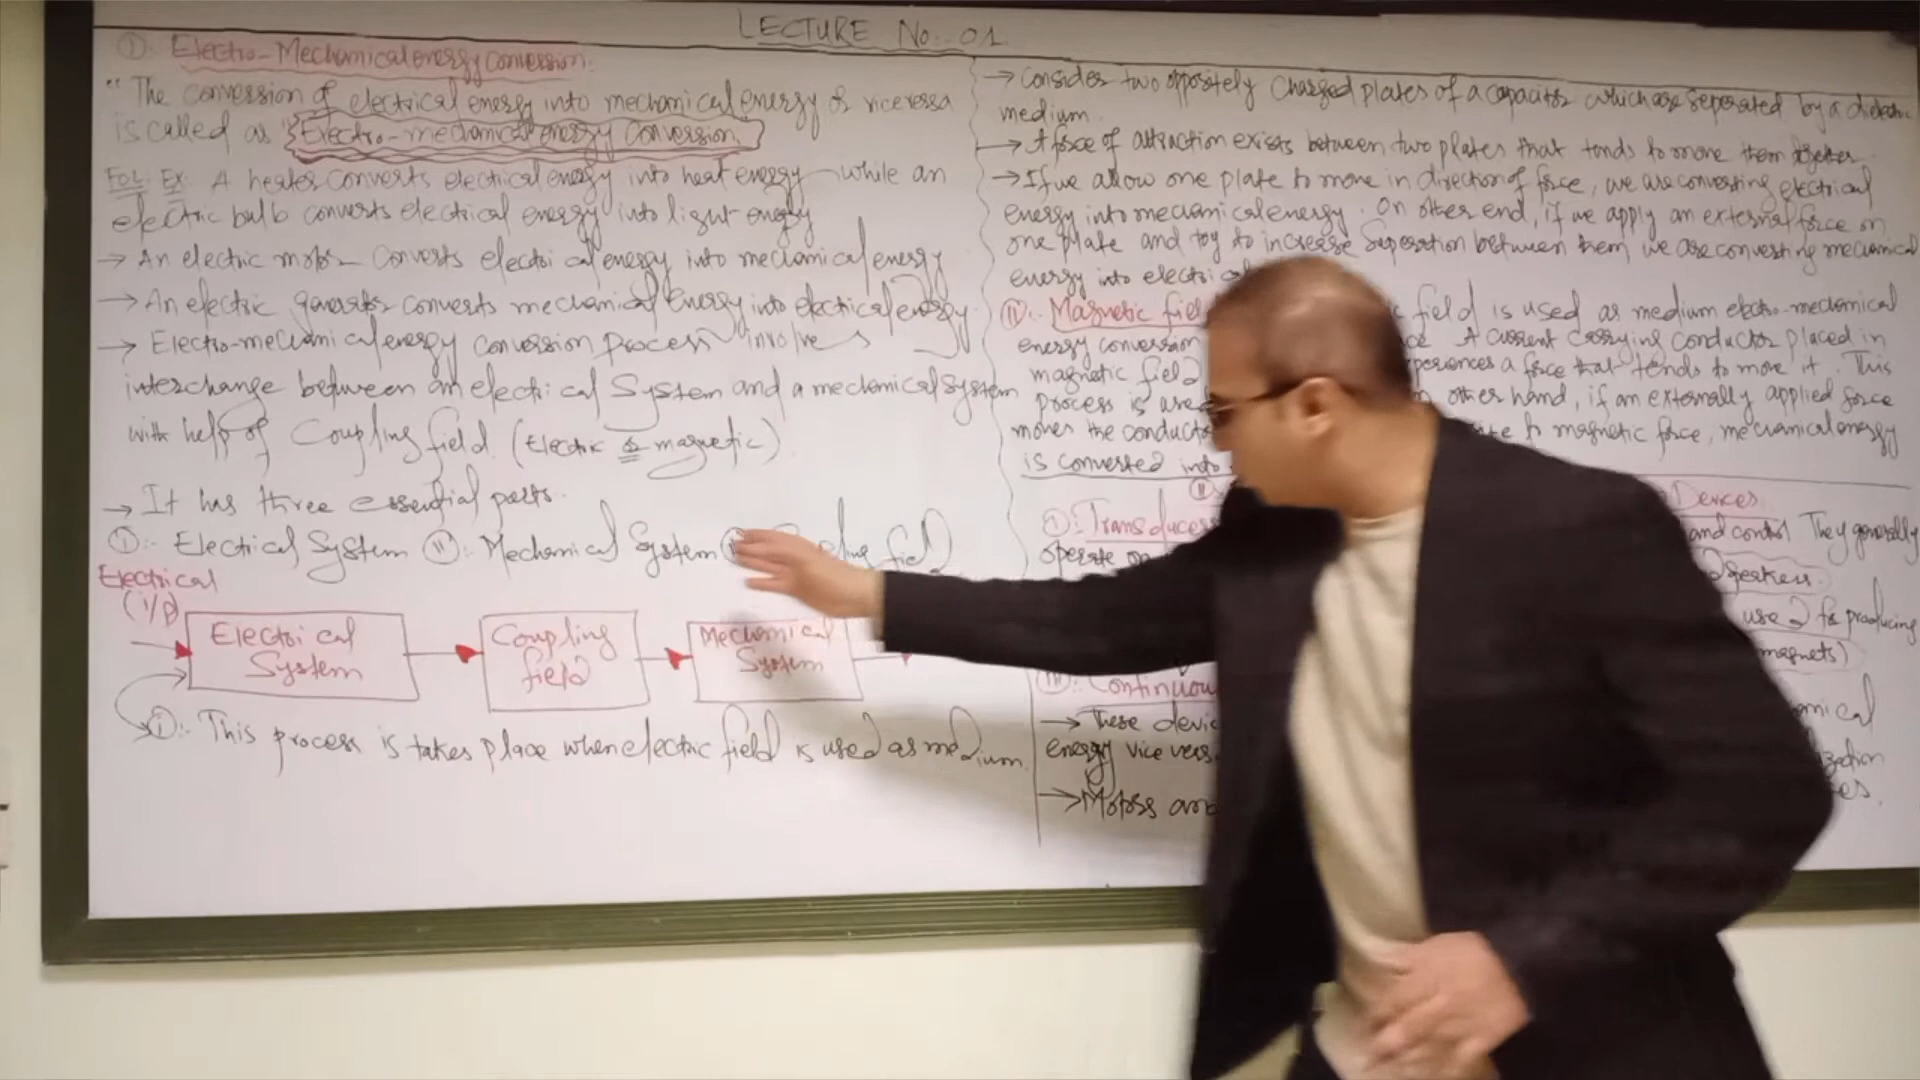 LECTURE No:. 01
①. Electro-Mechanical energy conversion:
"The conversion of electrical energy into mechanical energy or vice versa
is called as "Electro-mechanical energy Conversion"
For Ex: A heater converts electrical energy into heat energy while an
electric bulb converts electrical energy into light energy
→ An electric motor converts electrical energy into mechanical energy
→ An electric generator converts mechanical energy into electrical energy.
→ Electro-mechanical energy conversion process involves
interchange between an electrical System and a mechanical system
with help of Coupling field. (Electric & magnetic)
→ It has three essential parts.
①:- Electrical System ⑪:- Mechanical System field
Electrical
(i/p)
Electrical
System
Coupling
field
Mechanical
System
①:- This process is takes place when electric field is used as medium
→ Consider two oppositely charged plates of a capacitor which are seperated by a dielectric
medium.
→ A force of attraction exists between two plates that tends to move them together
→ If we allow one plate to move in direction of force, we are converting electrical
energy into mechanical energy. On other end, if we apply an external force on
one plate and try to increase seperation between them, we are converting mechanical
energy into electrical
⑪:- Magnetic field field is used as medium electro-mechanical
energy conversion A current carrying conductor placed in
magnetic field experiences a force that tends to move it. This
process is other hand, if an externally applied force
moves the conductor to magnetic force, mechanical energy
is converted into
①: Transducers Devices
operate on and control They generally
used for producing
magnets)
⑪⑪:- Continuous
→ These
energy vice versa
→ Motors and